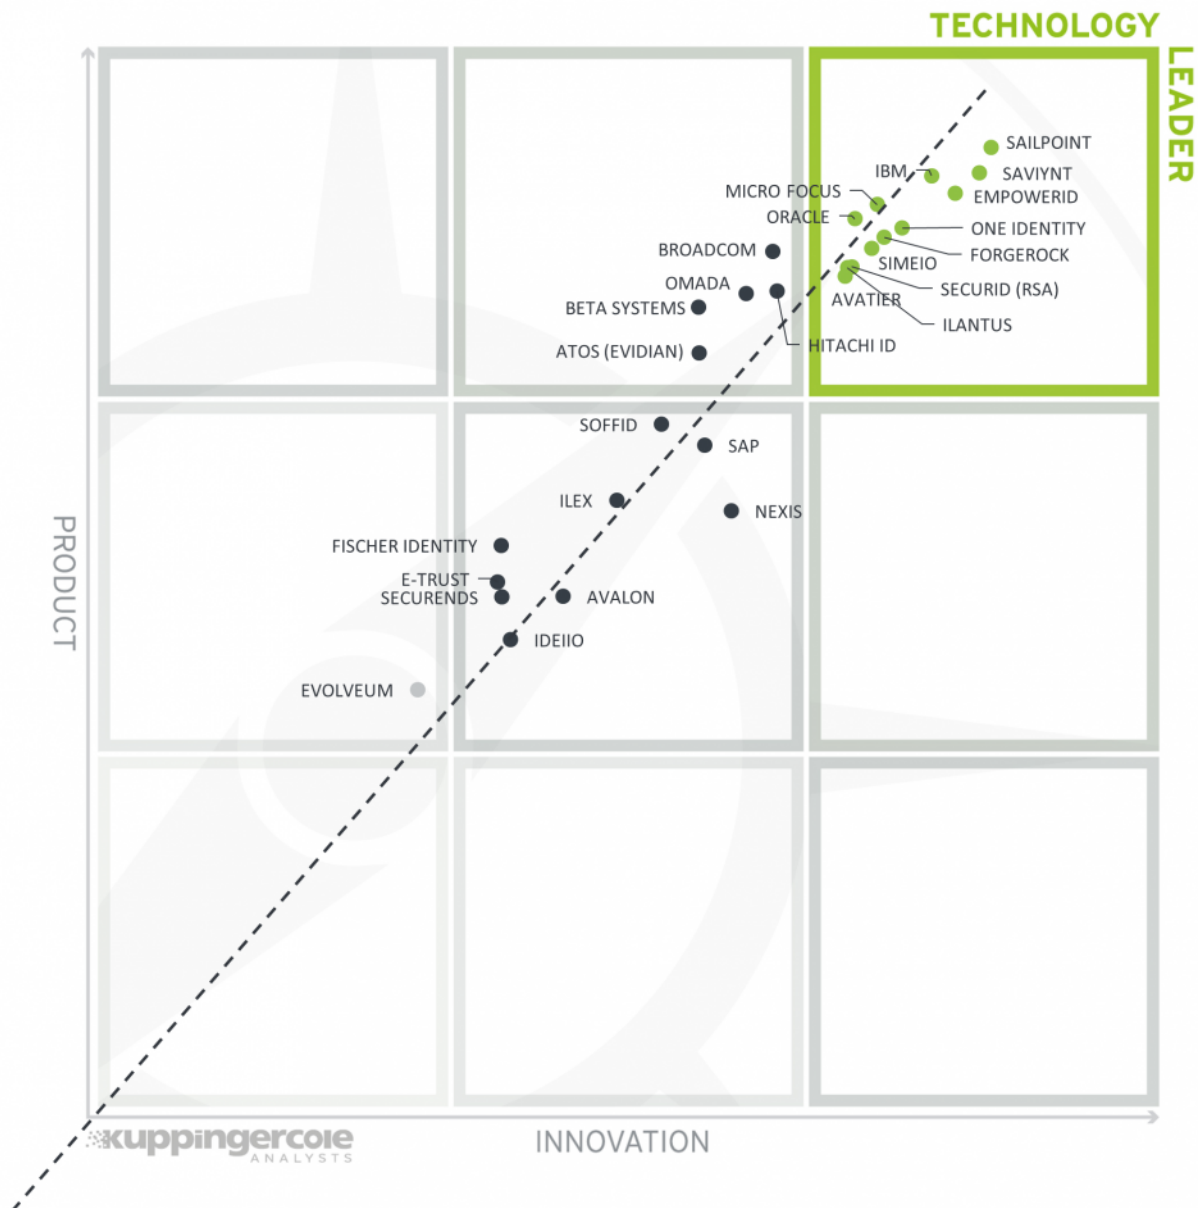 TECHNOLOGY
LEADER
SAILPOINT
IBM
SAVIYNT
MICRO FOCUS
EMPOWERID
ORACLE
ONE IDENTITY
BROADCOM
FORGEROCK
SIMEIO
OMADA
SECURID (RSA)
AVATIER
BETA SYSTEMS
ILANTUS
HITACHI ID
ATOS (EVIDIAN)
SOFFID
SAP
ILEX
NEXIS
FISCHER IDENTITY
E-TRUST
SECURENDS
AVALON
IDEIIO
EVOLVEUM
PRODUCT
INNOVATION
kuppingercole
ANALYSTS